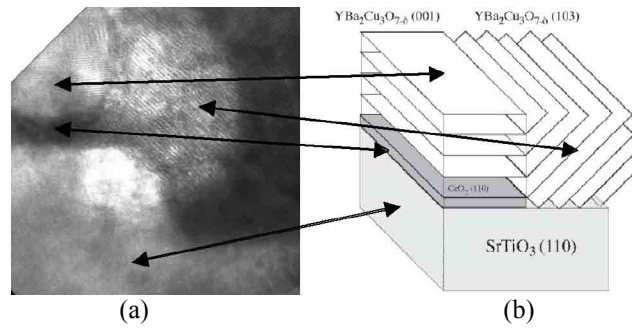 YBa₂Cu₃O₇₋δ (001) YBa₂Cu₃O₇₋δ (103)
CeO₂ (110)
SrTiO₃ (110)
(a) (b)